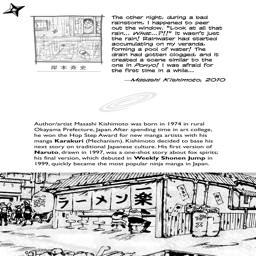 The other night, during a bad
rainstorm, I happened to peer
out the window. "Look at all that
rain... What...?!!" It wasn't just
the rain! Rainwater had started
accumulating on my veranda,
forming a pool of water! The
drain had gotten clogged, and it
created a scene similar to the
one in Ponyo! I was afraid for
the first time in a while...
—Masashi Kishimoto, 2010
岸本斉史
Author/artist Masashi Kishimoto was born in 1974 in rural
Okayama Prefecture, Japan. After spending time in art college,
he won the Hop Step Award for new manga artists with his
manga Karakuri (Mechanism). Kishimoto decided to base his
next story on traditional Japanese culture. His first version of
Naruto, drawn in 1997, was a one-shot story about fox spirits;
his final version, which debuted in Weekly Shonen Jump in
1999, quickly became the most popular ninja manga in Japan.
ラーメン
楽